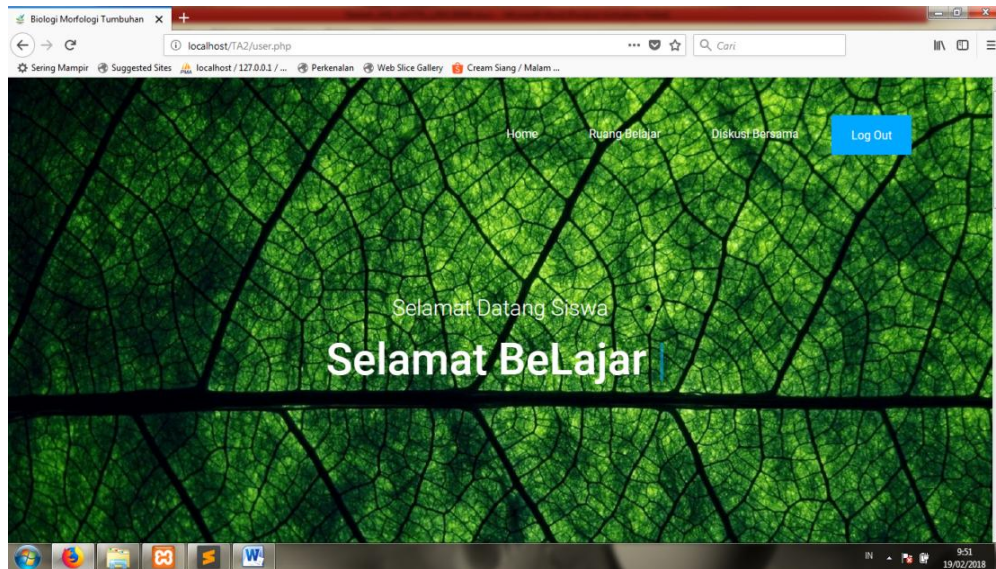 Biologi Morfologi Tumbuhan
localhost/TA2/user.php
Cari
Sering Mampir
Suggested Sites
localhost / 127.0.0.1 / ...
Perkenalan
Web Slice Gallery
Cream Siang / Malam ...
Home
Ruang Belajar
Diskusi Bersama
Log Out
Selamat Datang Siswa
Selamat BeLajar
IN
9:51
19/02/2018